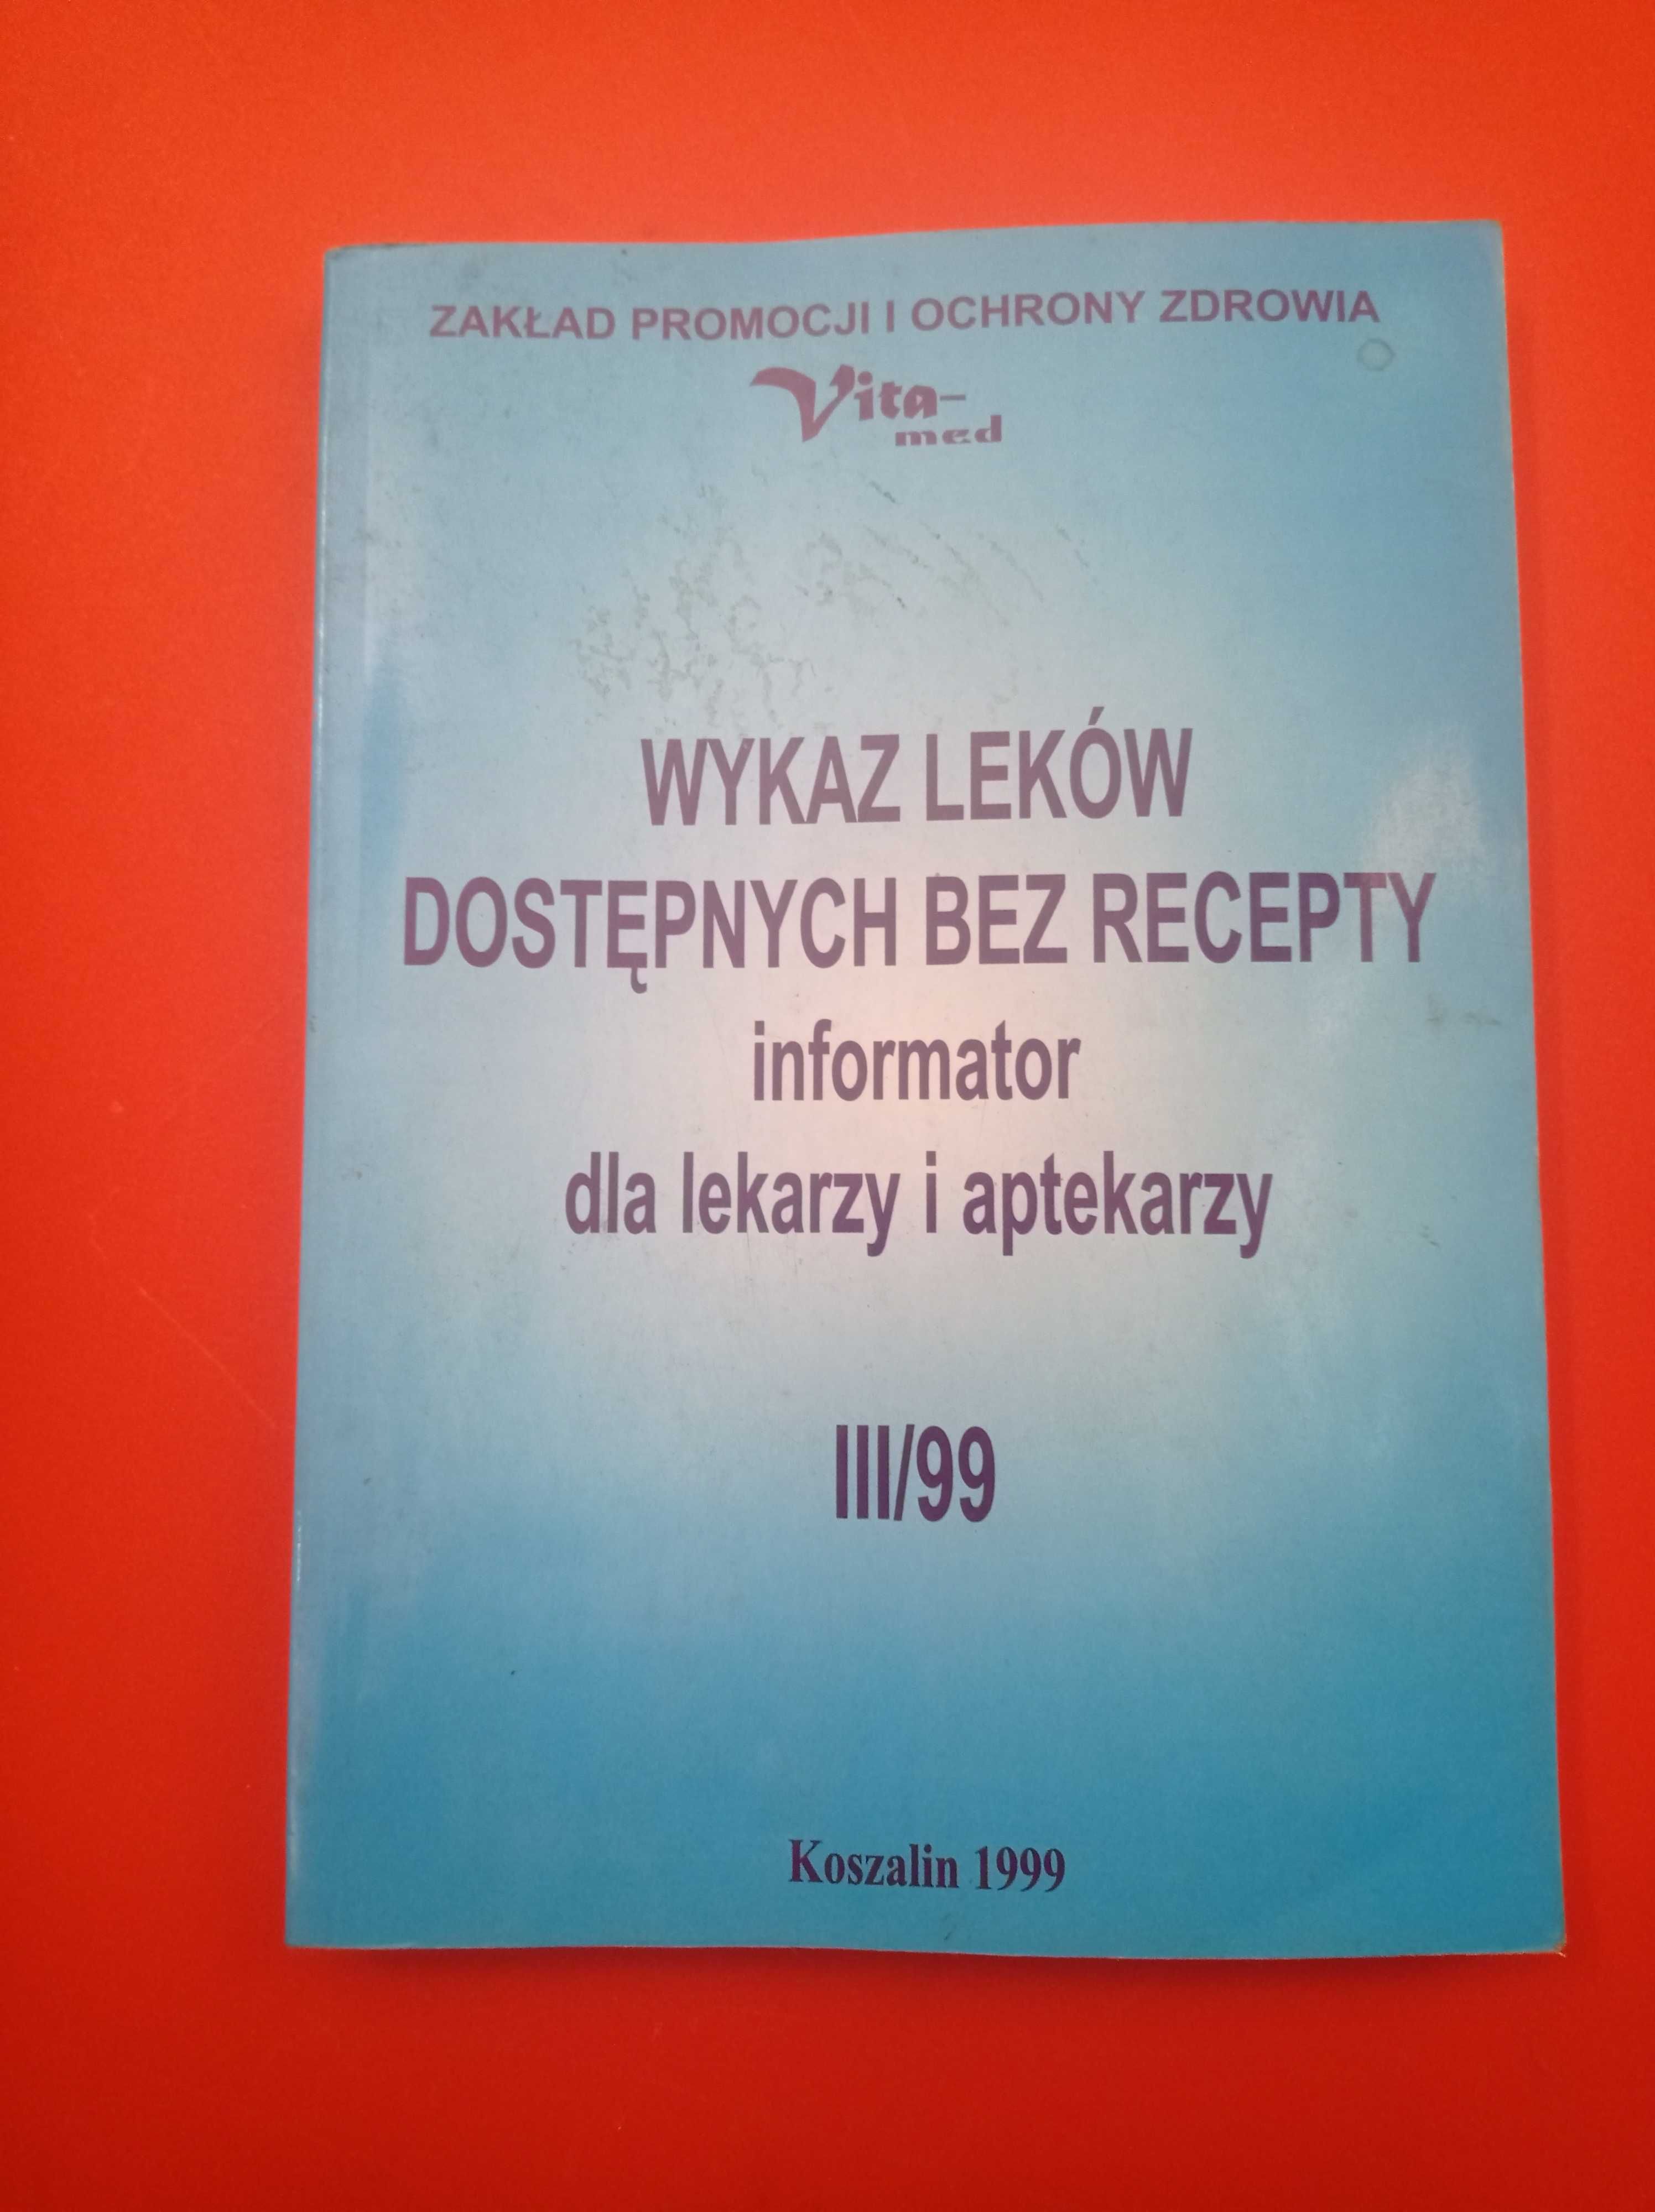 ZAKŁAD PROMOCJI I OCHRONY ZDROWIA
Vita-
med
WYKAZ LEKÓW
DOSTĘPNYCH BEZ RECEPTY
informator
dla lekarzy i aptekarzy
III/99
Koszalin 1999